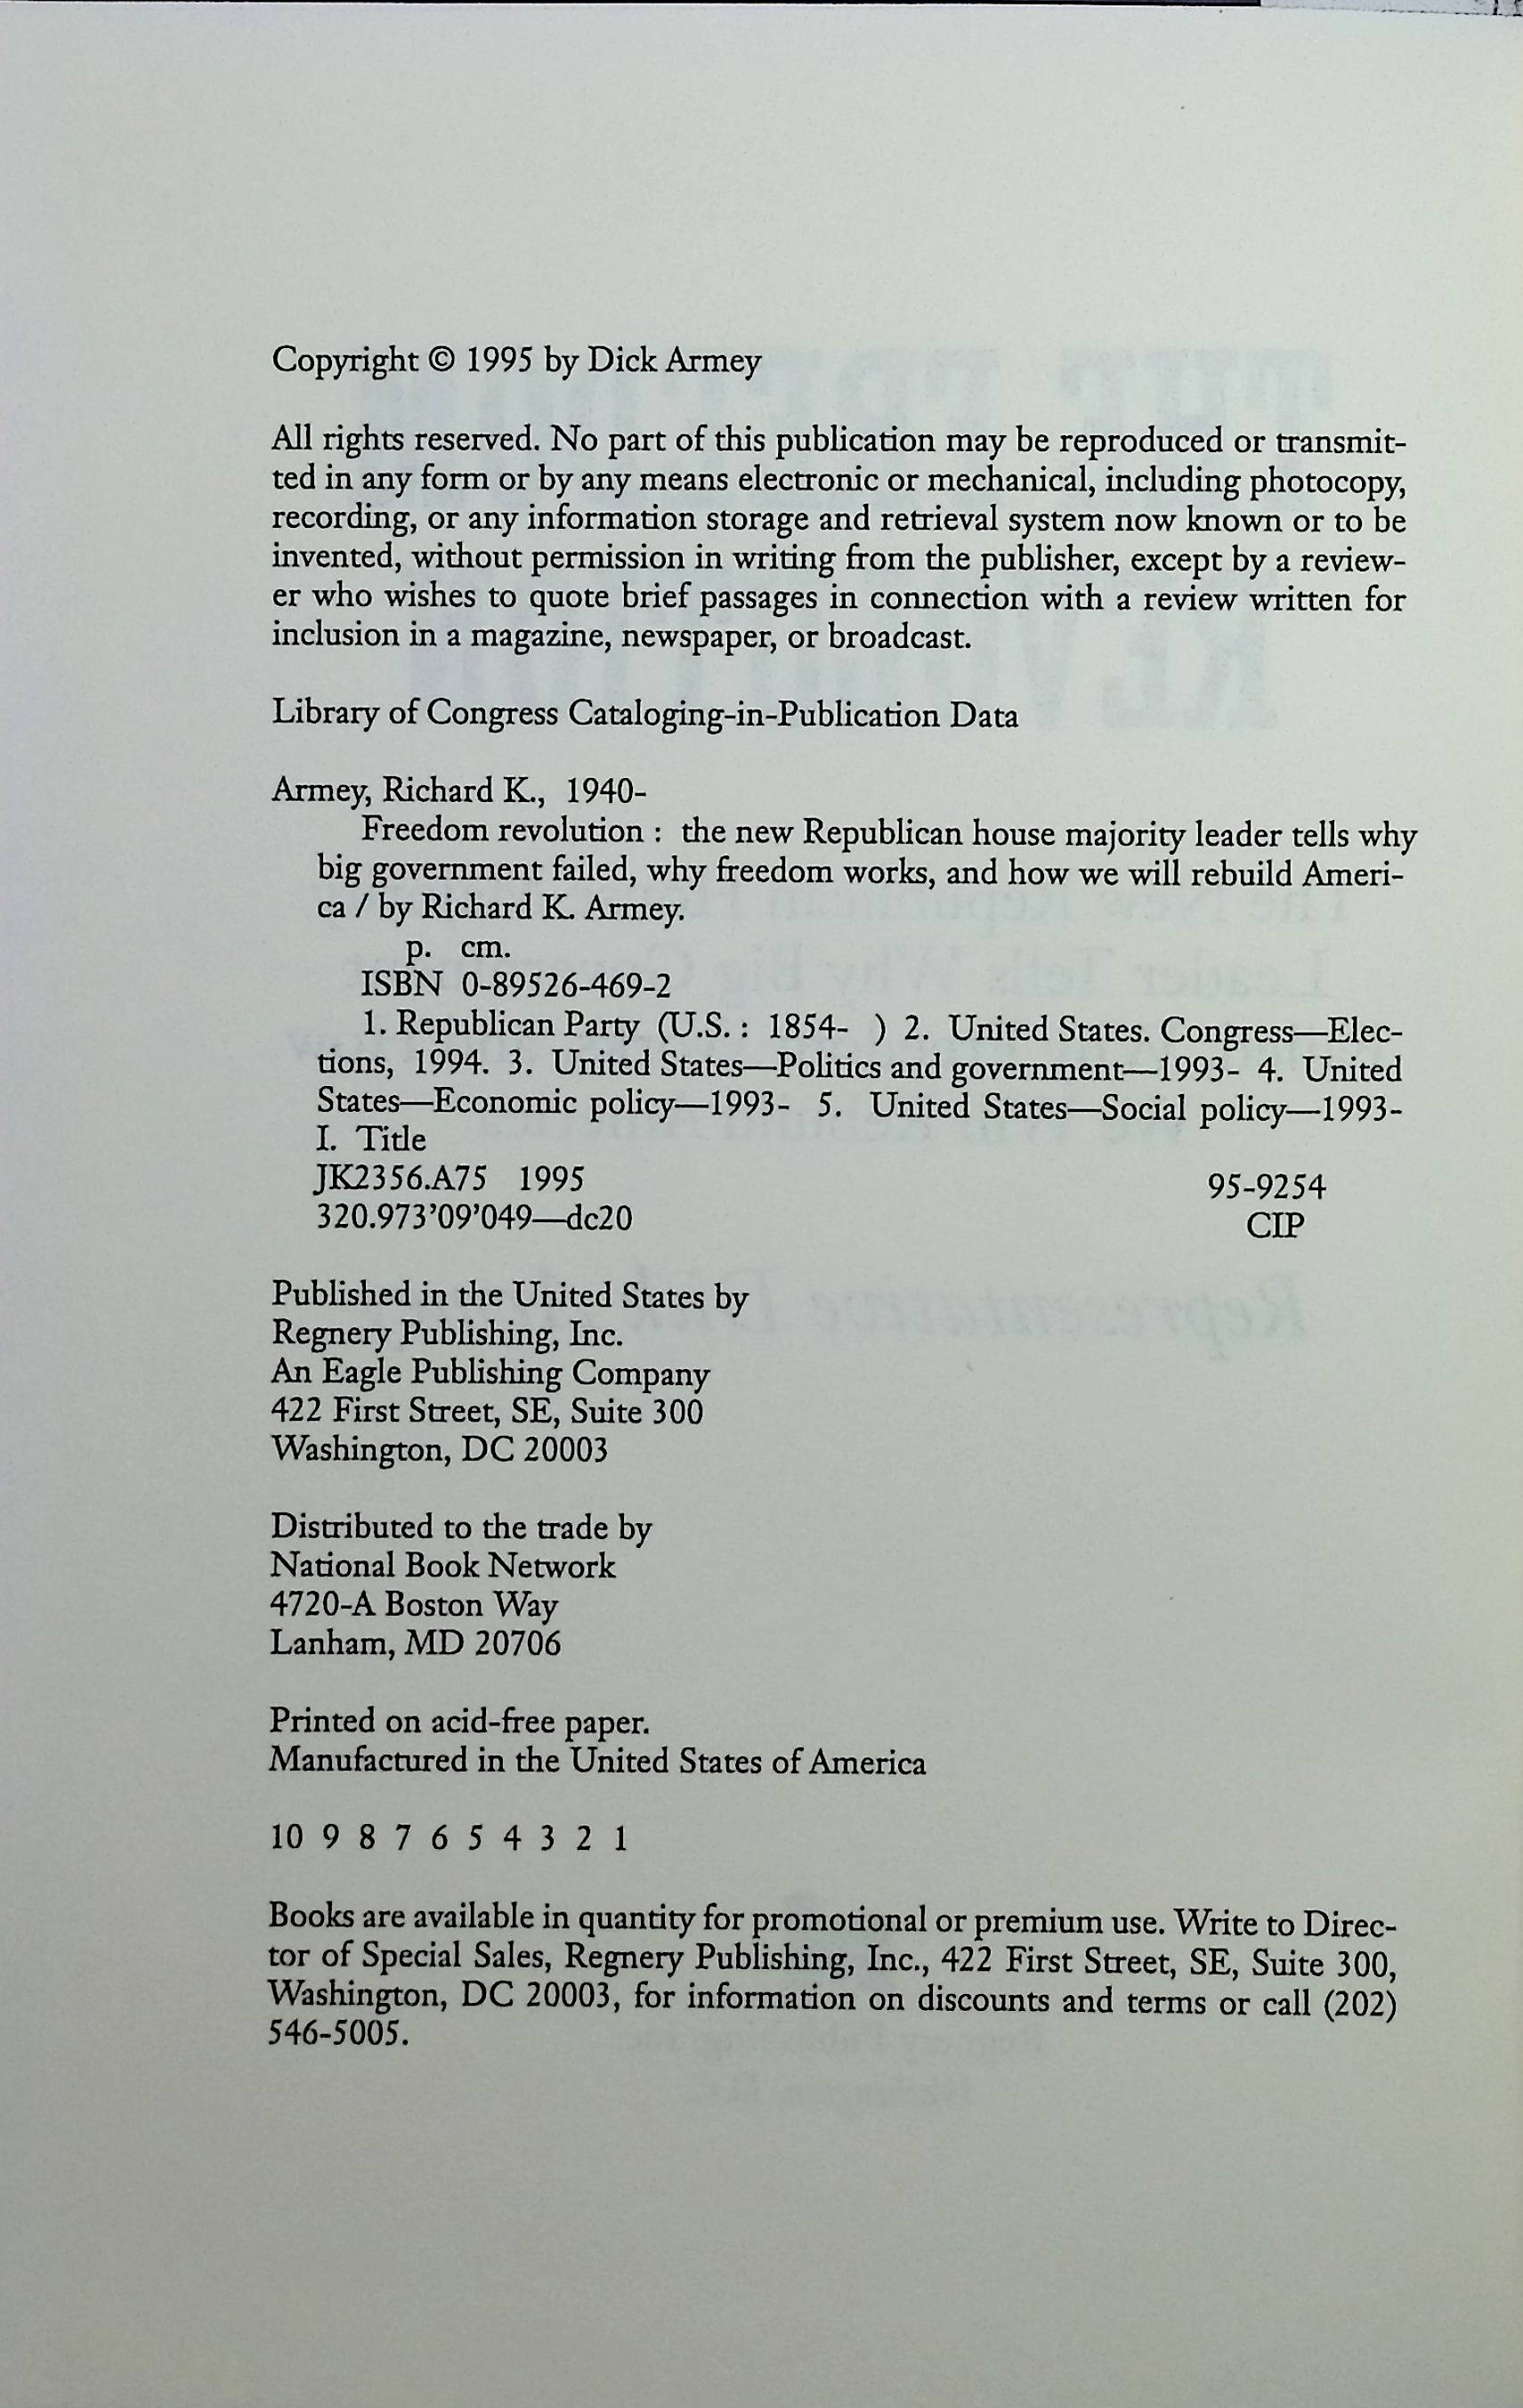 Copyright © 1995 by Dick Armey
All rights reserved. No part of this publication may be reproduced or transmit-
ted in any form or by any means electronic or mechanical, including photocopy,
recording, or any information storage and retrieval system now known or to be
invented, without permission in writing from the publisher, except by a review-
er who wishes to quote brief passages in connection with a review written for
inclusion in a magazine, newspaper, or broadcast.
Library of Congress Cataloging-in-Publication Data
Armey, Richard K., 1940-
Freedom revolution : the new Republican house majority leader tells why
big government failed, why freedom works, and how we will rebuild Ameri-
ca / by Richard K. Armey.
p. cm.
ISBN 0-89526-469-2
1. Republican Party (U.S. : 1854- ) 2. United States. Congress—Elec-
tions, 1994. 3. United States—Politics and government—1993- 4. United
States—Economic policy—1993- 5. United States—Social policy—1993-
I. Title
JK2356.A75 1995 95-9254
320.973'09'049—dc20 CIP
Published in the United States by
Regnery Publishing, Inc.
An Eagle Publishing Company
422 First Street, SE, Suite 300
Washington, DC 20003
Distributed to the trade by
National Book Network
4720-A Boston Way
Lanham, MD 20706
Printed on acid-free paper.
Manufactured in the United States of America
10 9 8 7 6 5 4 3 2 1
Books are available in quantity for promotional or premium use. Write to Direc-
tor of Special Sales, Regnery Publishing, Inc., 422 First Street, SE, Suite 300,
Washington, DC 20003, for information on discounts and terms or call (202)
546-5005.